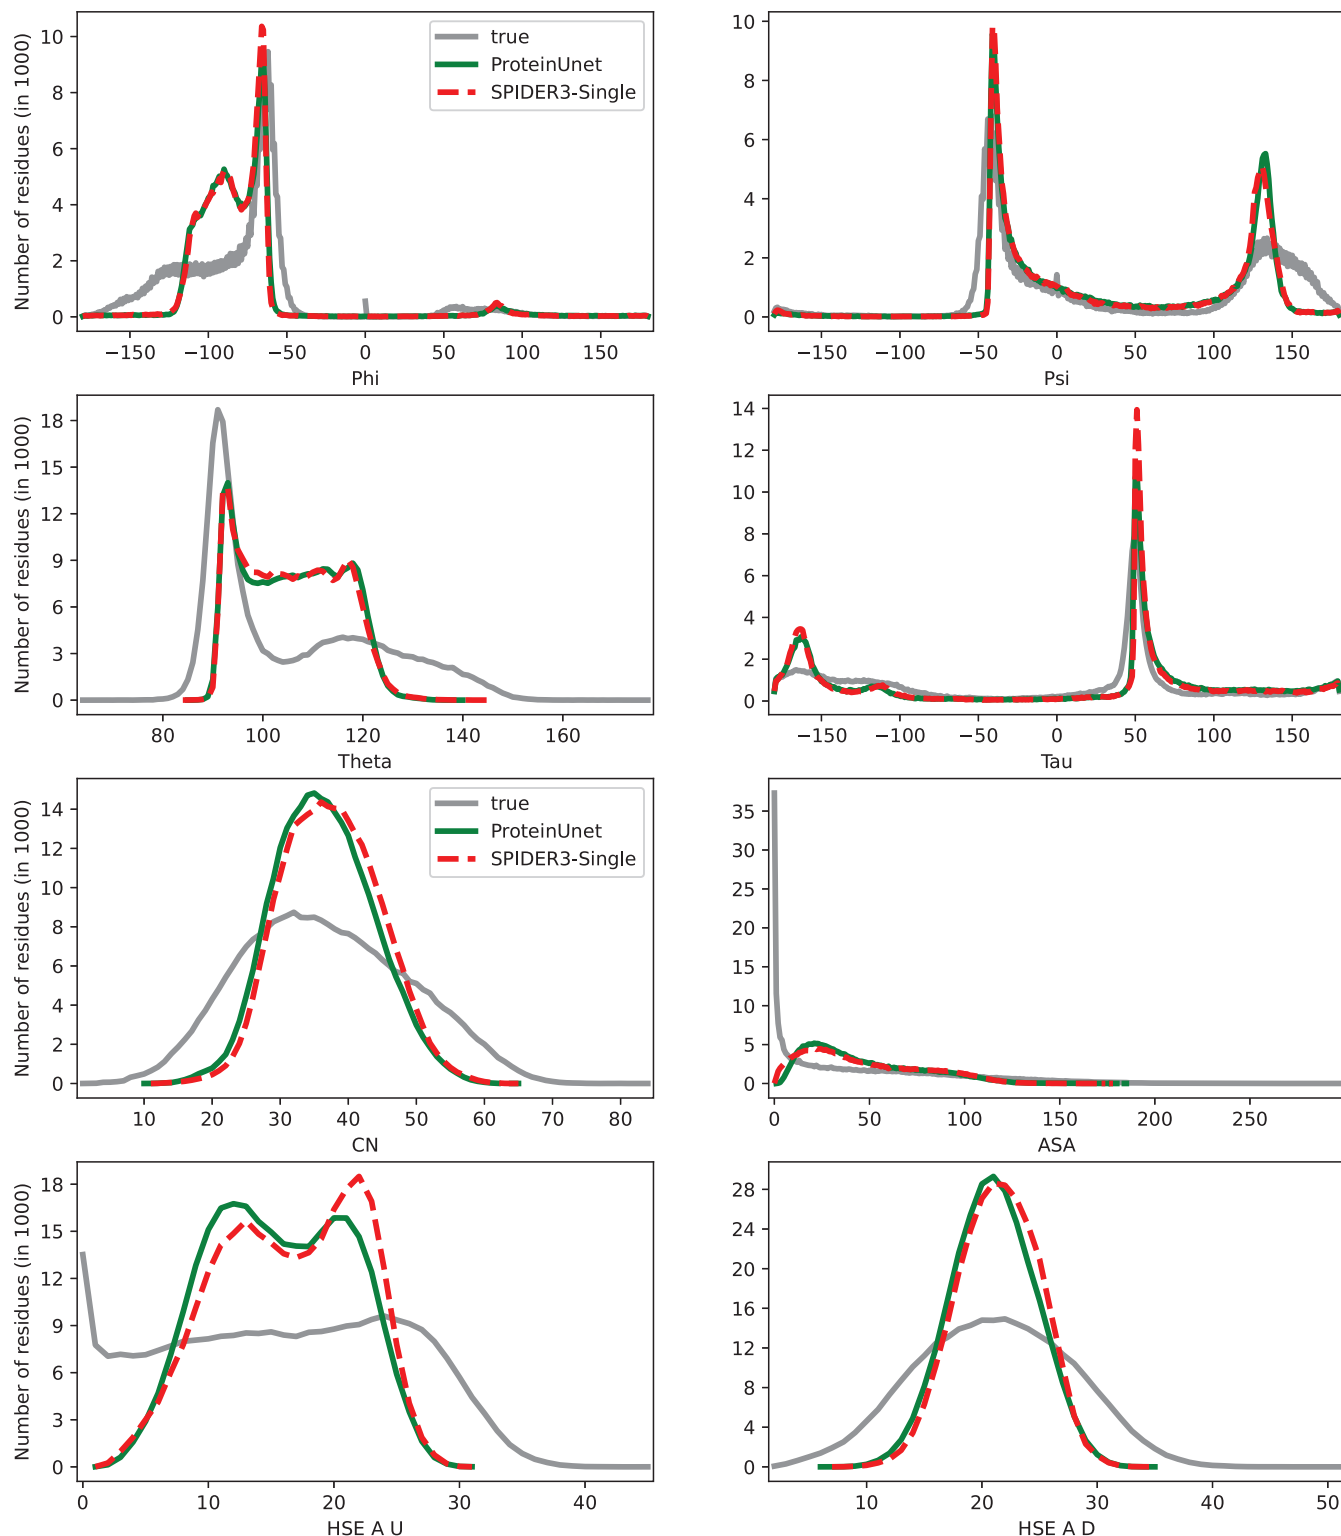 Number of residues (in 1000)
10
8
6
4
2
0
true
ProteinUnet
SPIDER3-Single
−150 −100 −50 0 50 100 150
Phi
10
8
6
4
2
0
−150 −100 −50 0 50 100 150
Psi
Number of residues (in 1000)
18
15
12
9
6
3
0
80 100 120 140 160
Theta
14
12
10
8
6
4
2
0
−150 −100 −50 0 50 100 150
Tau
Number of residues (in 1000)
14
12
10
8
6
4
2
0
true
ProteinUnet
SPIDER3-Single
10 20 30 40 50 60 70 80
CN
35
30
25
20
15
10
5
0
0 50 100 150 200 250
ASA
Number of residues (in 1000)
18
15
12
9
6
3
0
0 10 20 30 40
HSE A U
28
24
20
16
12
8
4
0
10 20 30 40 50
HSE A D